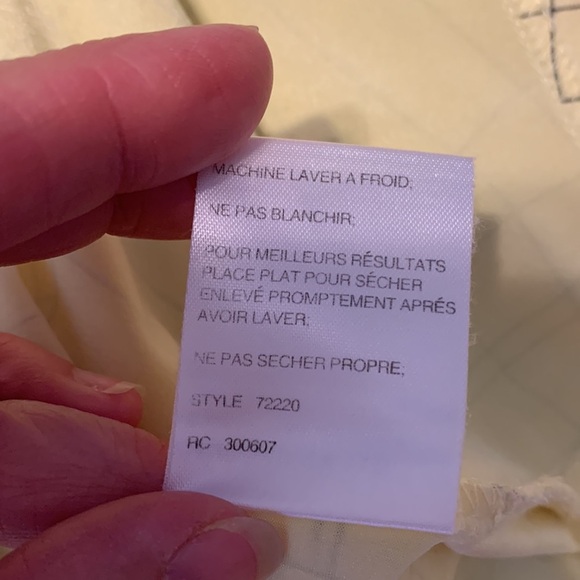 MACHINE LAVER A FROID;
NE PAS BLANCHIR;
POUR MEILLEURS RÉSULTATS
PLACE PLAT POUR SÉCHER
ENLEVÉ PROMPTEMENT APRÉS
AVOIR LAVER;
NE PAS SECHER PROPRE;
STYLE 72220
RC 300607